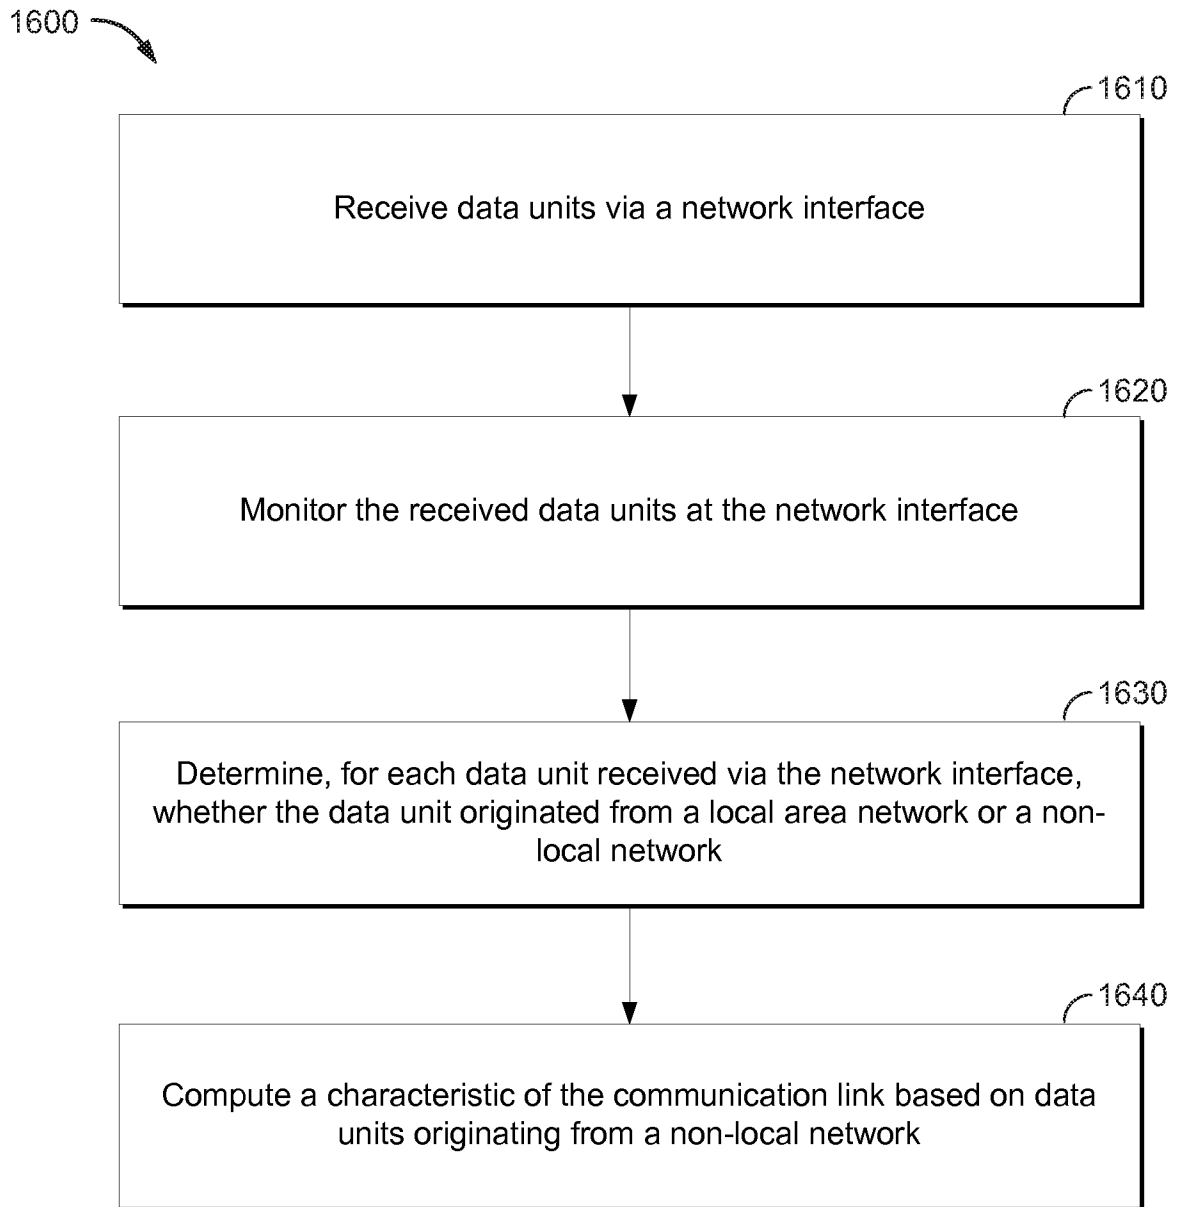 1600
1610
Receive data units via a network interface
1620
Monitor the received data units at the network interface
1630
Determine, for each data unit received via the network interface,
whether the data unit originated from a local area network or a non-
local network
1640
Compute a characteristic of the communication link based on data
units originating from a non-local network